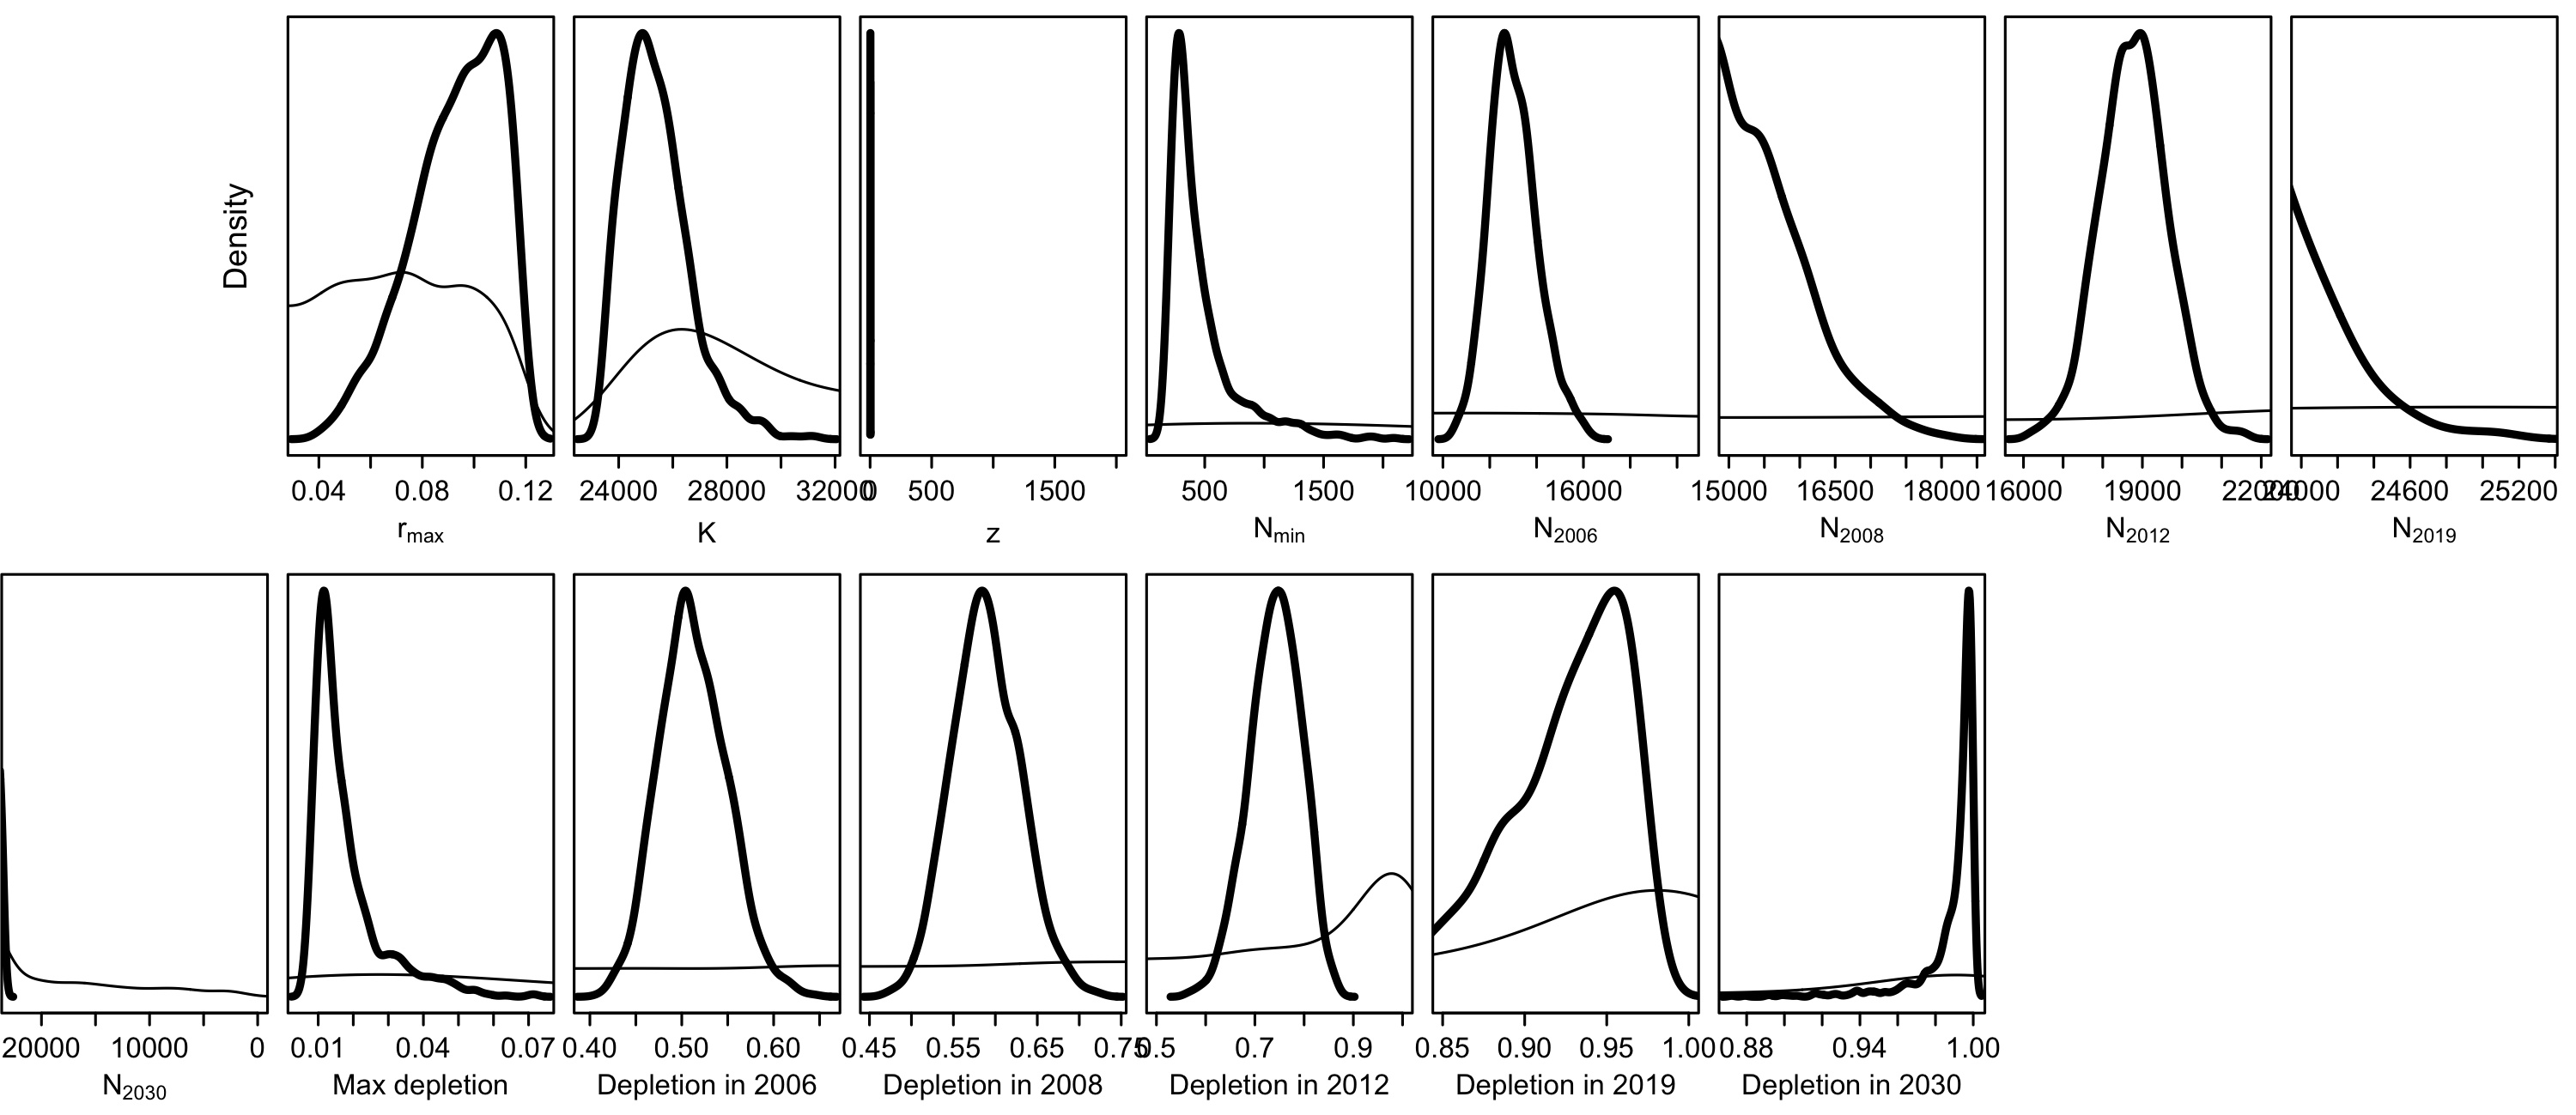 Density
0.04 0.08 0.12
r_max
24000 28000 32000
K
0 500 1500
z
500 1500
N_min
10000 16000
N_2006
15000 16500 18000
N_2008
16000 19000 22000
N_2012
24000 24600 25200
N_2019
20000 10000 0
N_2030
0.01 0.04 0.07
Max depletion
0.40 0.50 0.60
Depletion in 2006
0.45 0.55 0.65 0.75
Depletion in 2008
0.5 0.7 0.9
Depletion in 2012
0.85 0.90 0.95 1.00
Depletion in 2019
0.88 0.94 1.00
Depletion in 2030